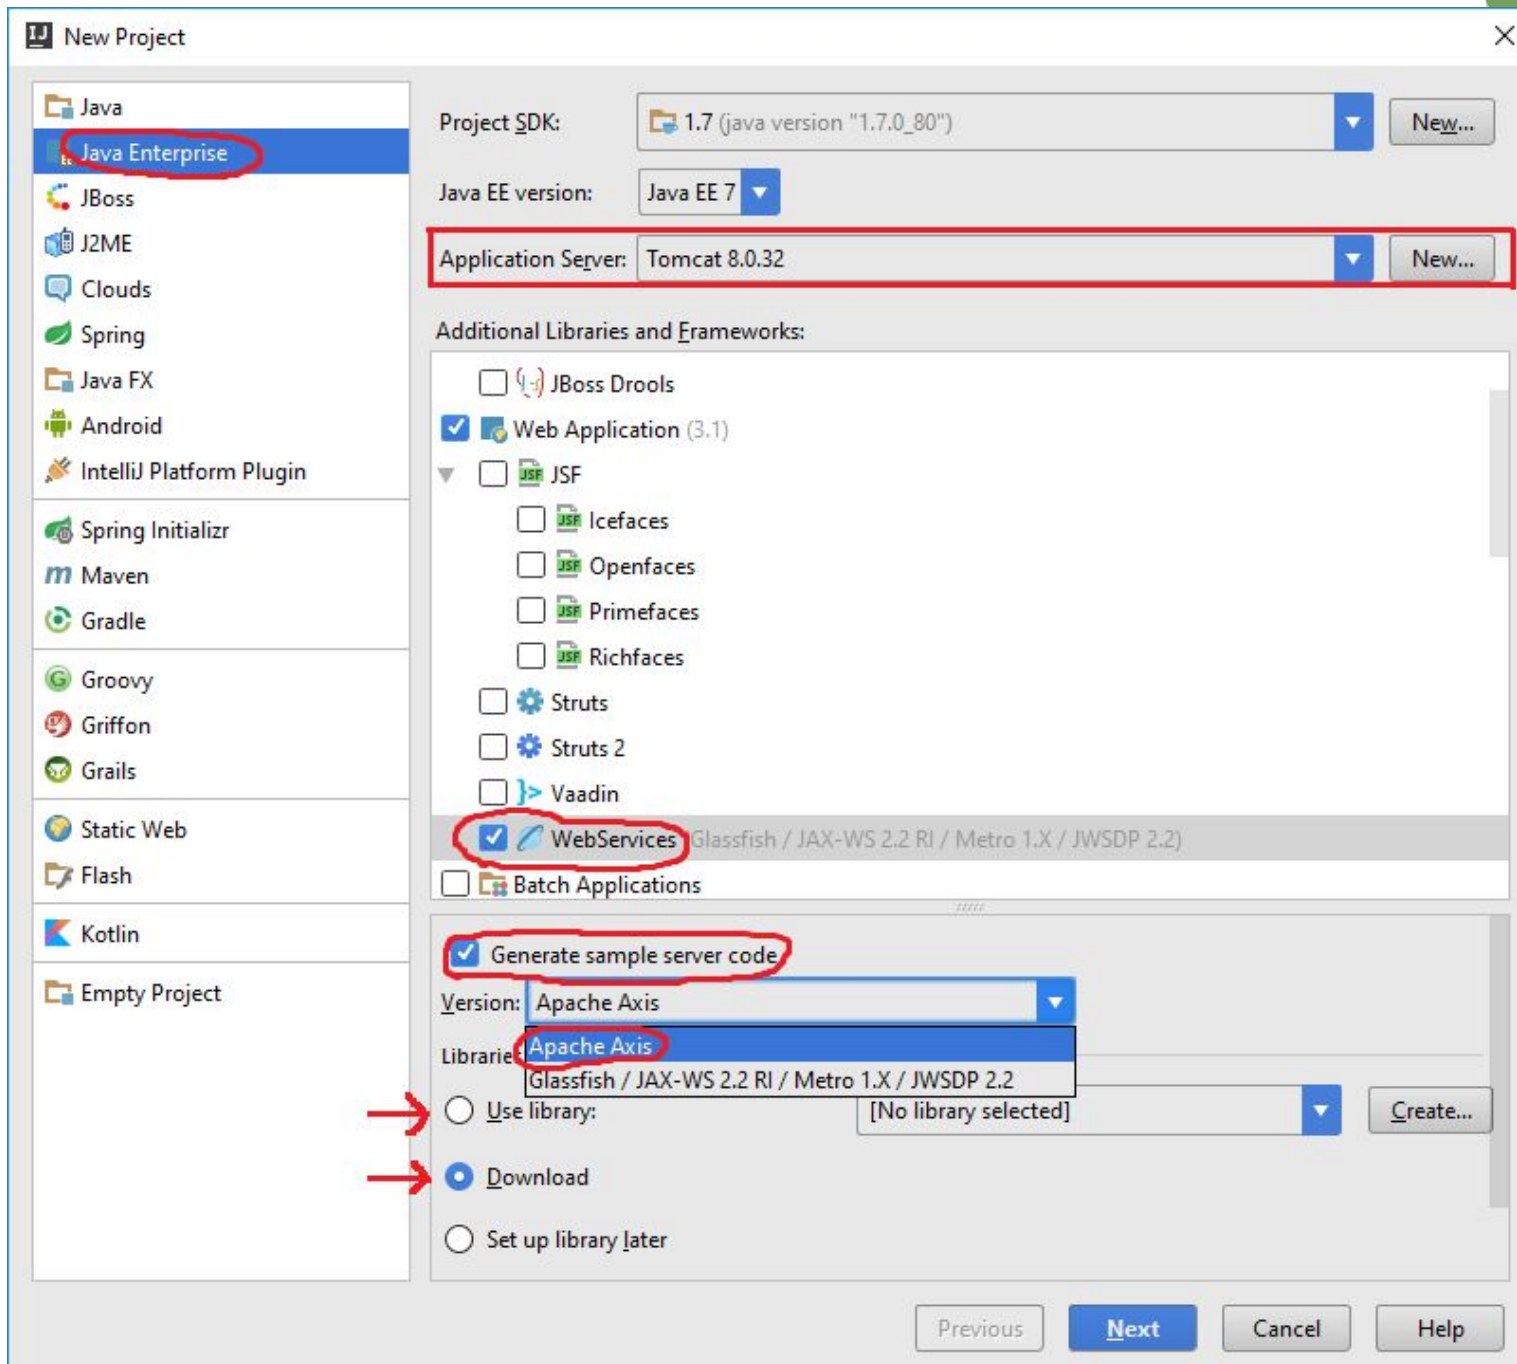 New Project
Java
Java Enterprise
JBoss
J2ME
Clouds
Spring
Java FX
Android
IntelliJ Platform Plugin
Spring Initializr
Maven
Gradle
Groovy
Griffon
Grails
Static Web
Flash
Kotlin
Empty Project
Project SDK: 1.7 (java version "1.7.0_80") New...
Java EE version: Java EE 7
Application Server: Tomcat 8.0.32 New...
Additional Libraries and Frameworks:
JBoss Drools
Web Application (3.1)
JSF
Icefaces
Openfaces
Primefaces
Richfaces
Struts
Struts 2
Vaadin
WebServices (Glassfish / JAX-WS 2.2 RI / Metro 1.X / JWSDP 2.2)
Batch Applications
Generate sample server code
Version: Apache Axis
Apache Axis
Librarie
Glassfish / JAX-WS 2.2 RI / Metro 1.X / JWSDP 2.2
Use library: [No library selected] Create...
Download
Set up library later
Previous Next Cancel Help